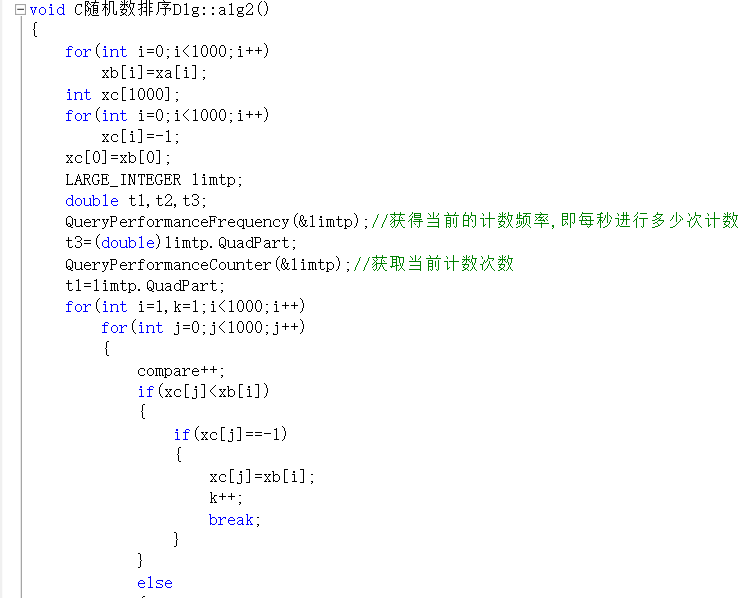 void C随机数排序Dlg::alg2()
{
for(int i=0;i<1000;i++)
xb[i]=xa[i];
int xc[1000];
for(int i=0;i<1000;i++)
xc[i]=-1;
xc[0]=xb[0];
LARGE_INTEGER limtp;
double t1,t2,t3;
QueryPerformanceFrequency(&limtp);//获得当前的计数频率,即每秒进行多少次计数
t3=(double)limtp.QuadPart;
QueryPerformanceCounter(&limtp);//获取当前计数次数
t1=limtp.QuadPart;
for(int i=1,k=1;i<1000;i++)
for(int j=0;j<1000;j++)
{
compare++;
if(xc[j]<xb[i])
{
if(xc[j]==-1)
{
xc[j]=xb[i];
k++;
break;
}
}
else